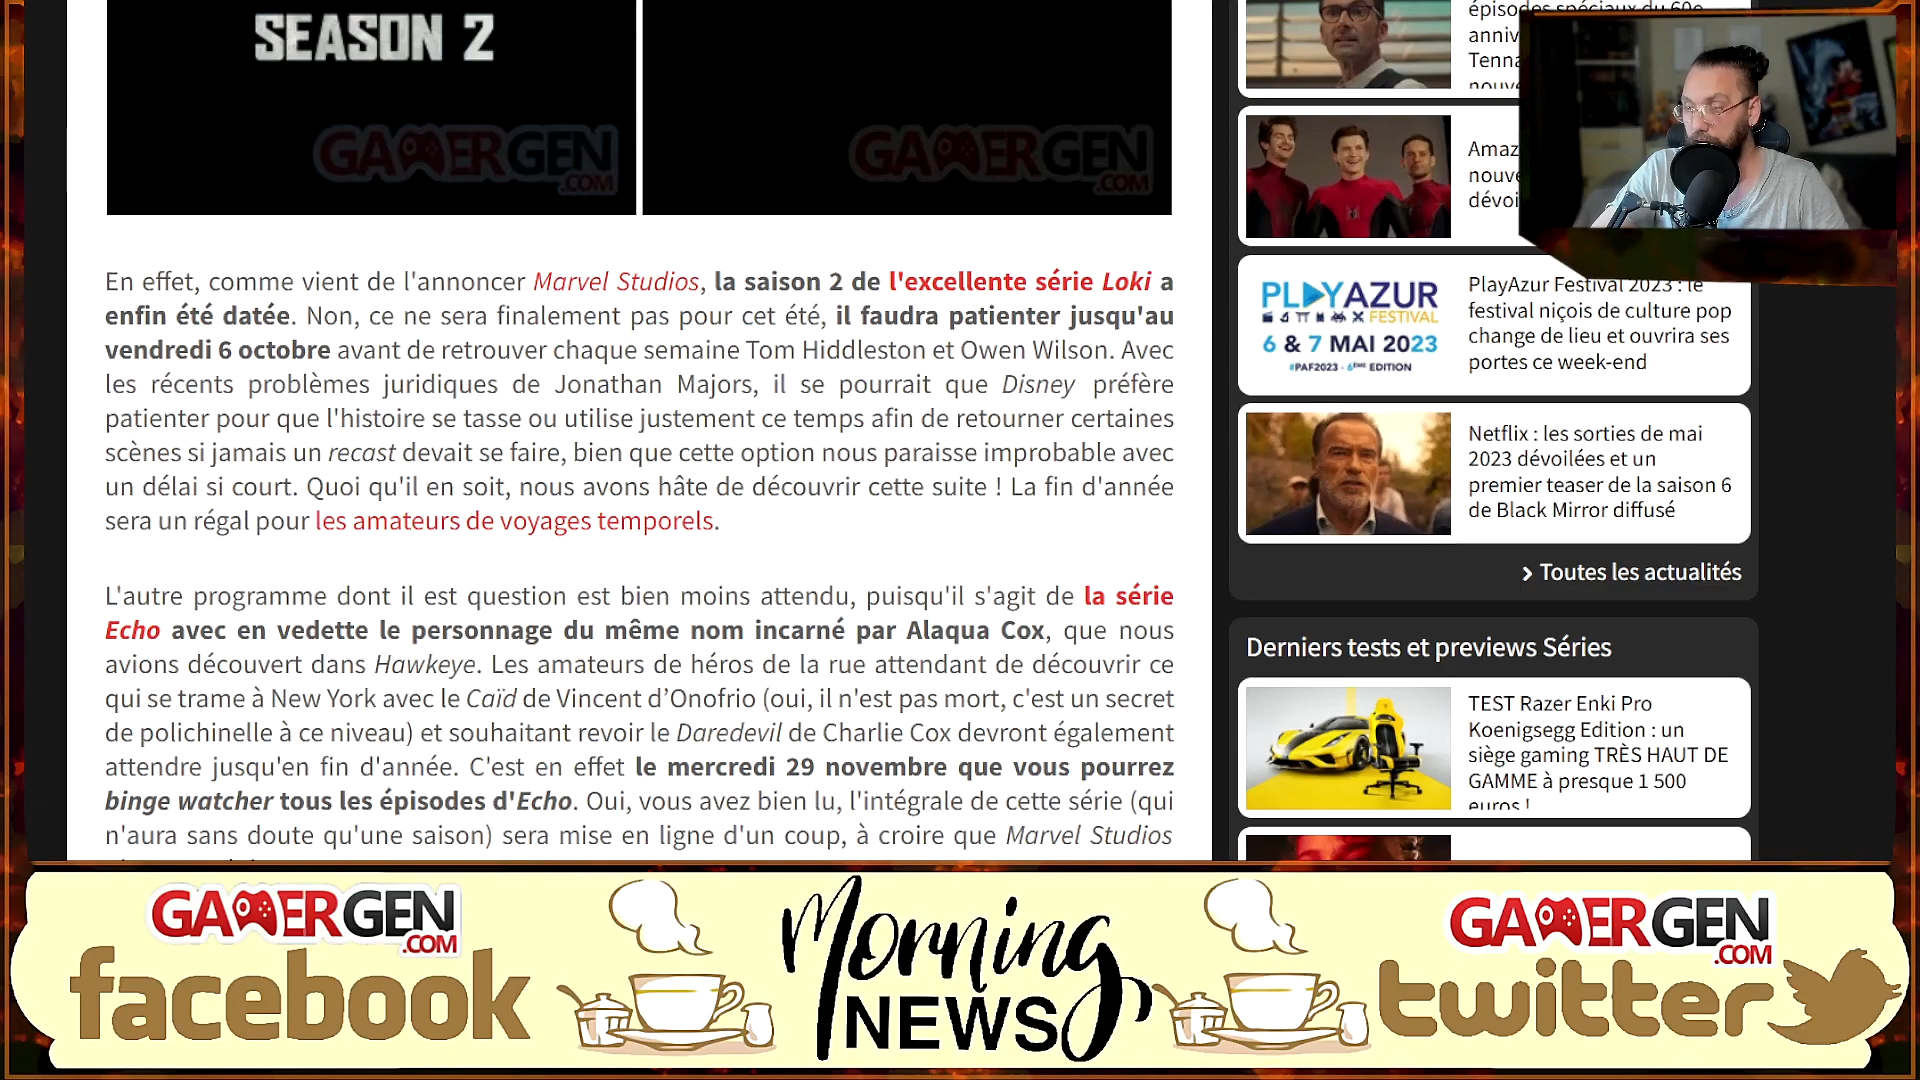 SEASON 2
GAMERGEN
.COM
GAMERGEN
.COM
En effet, comme vient de l'annoncer Marvel Studios, la saison 2 de l'excellente série Loki a
enfin été datée. Non, ce ne sera finalement pas pour cet été, il faudra patienter jusqu'au
vendredi 6 octobre avant de retrouver chaque semaine Tom Hiddleston et Owen Wilson. Avec
les récents problèmes juridiques de Jonathan Majors, il se pourrait que Disney préfère
patienter pour que l'histoire se tasse ou utilise justement ce temps afin de retourner certaines
scènes si jamais un recast devait se faire, bien que cette option nous paraisse improbable avec
un délai si court. Quoi qu'il en soit, nous avons hâte de découvrir cette suite ! La fin d'année
sera un régal pour les amateurs de voyages temporels.
L'autre programme dont il est question est bien moins attendu, puisqu'il s'agit de la série
Echo avec en vedette le personnage du même nom incarné par Alaqua Cox, que nous
avions découvert dans Hawkeye. Les amateurs de héros de la rue attendant de découvrir ce
qui se trame à New York avec le Caïd de Vincent d’Onofrio (oui, il n'est pas mort, c'est un secret
de polichinelle à ce niveau) et souhaitant revoir le Daredevil de Charlie Cox devront également
attendre jusqu'en fin d'année. C'est en effet le mercredi 29 novembre que vous pourrez
binge watcher tous les épisodes d'Echo. Oui, vous avez bien lu, l'intégrale de cette série (qui
n'aura sans doute qu'une saison) sera mise en ligne d'un coup, à croire que Marvel Studios
épisodes spéciaux du 60e
anniv
Tenna
nouve
Amaz
nouve
dévoi
PLAYAZUR
FESTIVAL
6 & 7 MAI 2023
#PAF2023 - 6ÈME EDITION
PlayAzur Festival 2023 : le
festival niçois de culture pop
change de lieu et ouvrira ses
portes ce week-end
Netflix : les sorties de mai
2023 dévoilées et un
premier teaser de la saison 6
de Black Mirror diffusé
Toutes les actualités
Derniers tests et previews Séries
TEST Razer Enki Pro
Koenigsegg Edition : un
siège gaming TRÈS HAUT DE
GAMME à presque 1 500
euros !
GAMERGEN
.COM
facebook
Morning
NEWS
GAMERGEN
.COM
twitter